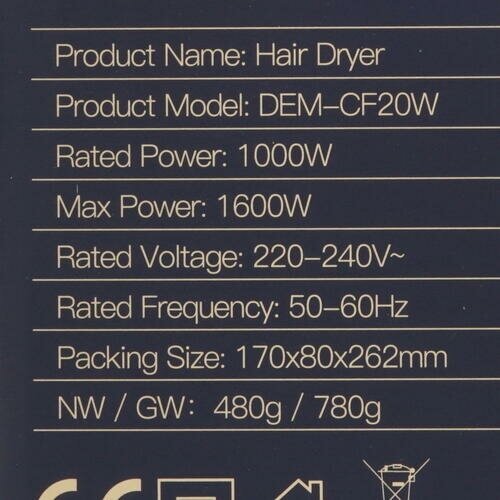 Product Name: Hair Dryer
Product Model: DEM-CF20W
Rated Power: 1000W
Max Power: 1600W
Rated Voltage: 220-240V~
Rated Frequency: 50-60Hz
Packing Size: 170x80x262mm
NW / GW: 480g / 780g